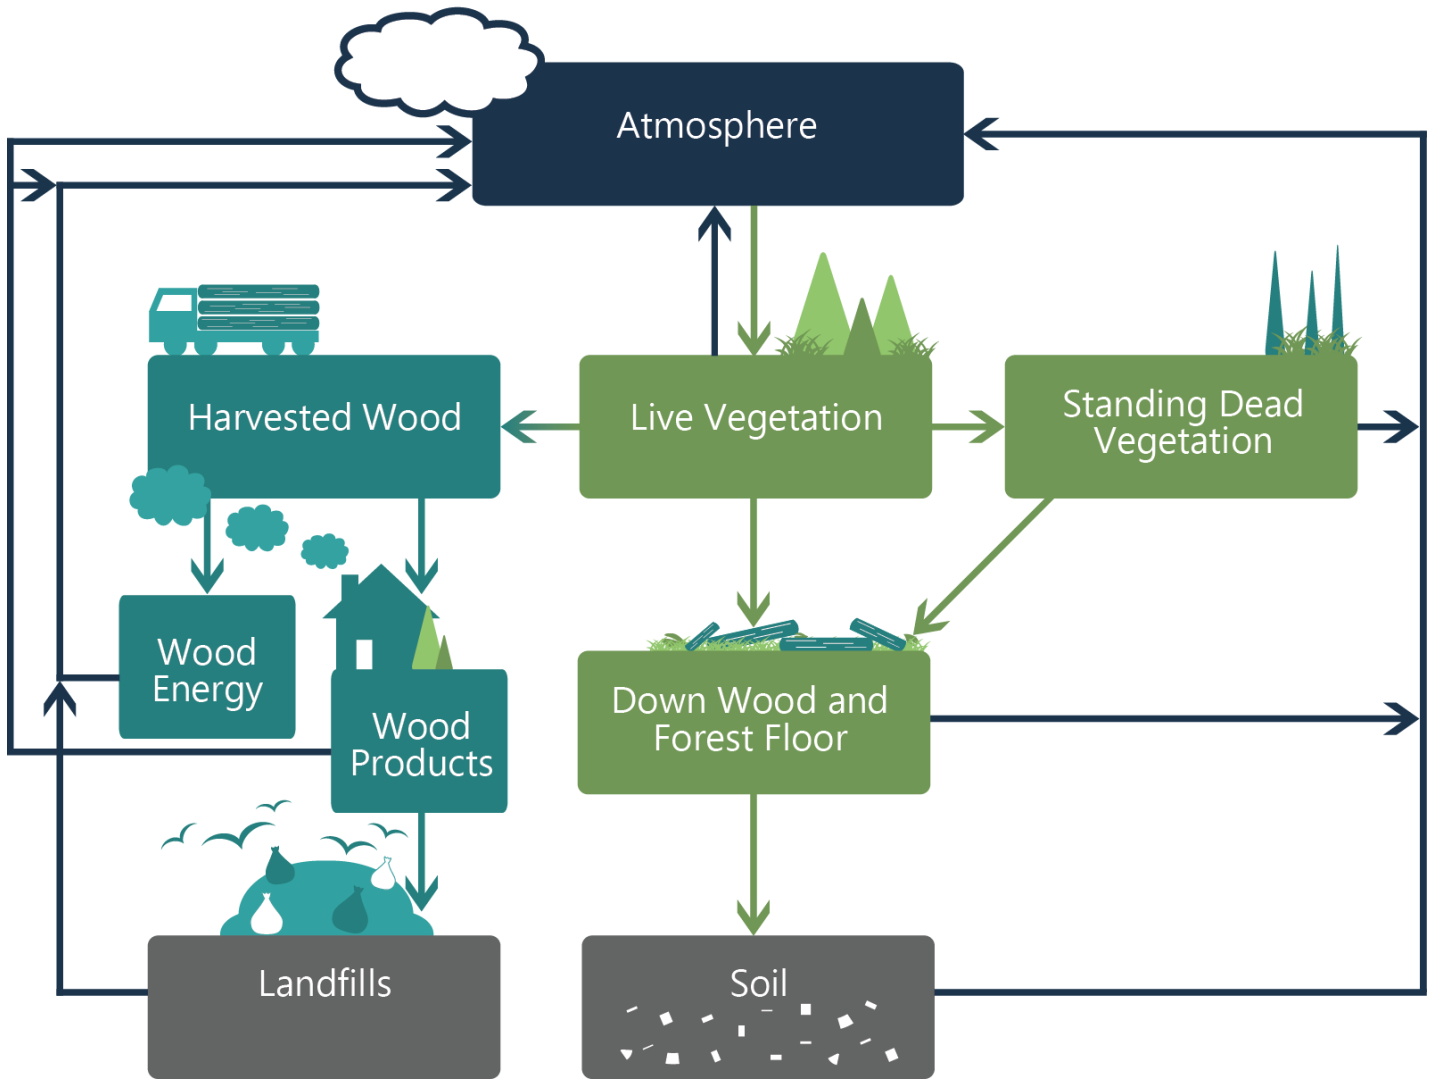 Atmosphere
Harvested Wood
Live Vegetation
Standing Dead
Vegetation
Wood
Energy
Wood
Products
Down Wood and
Forest Floor
Landfills
Soil